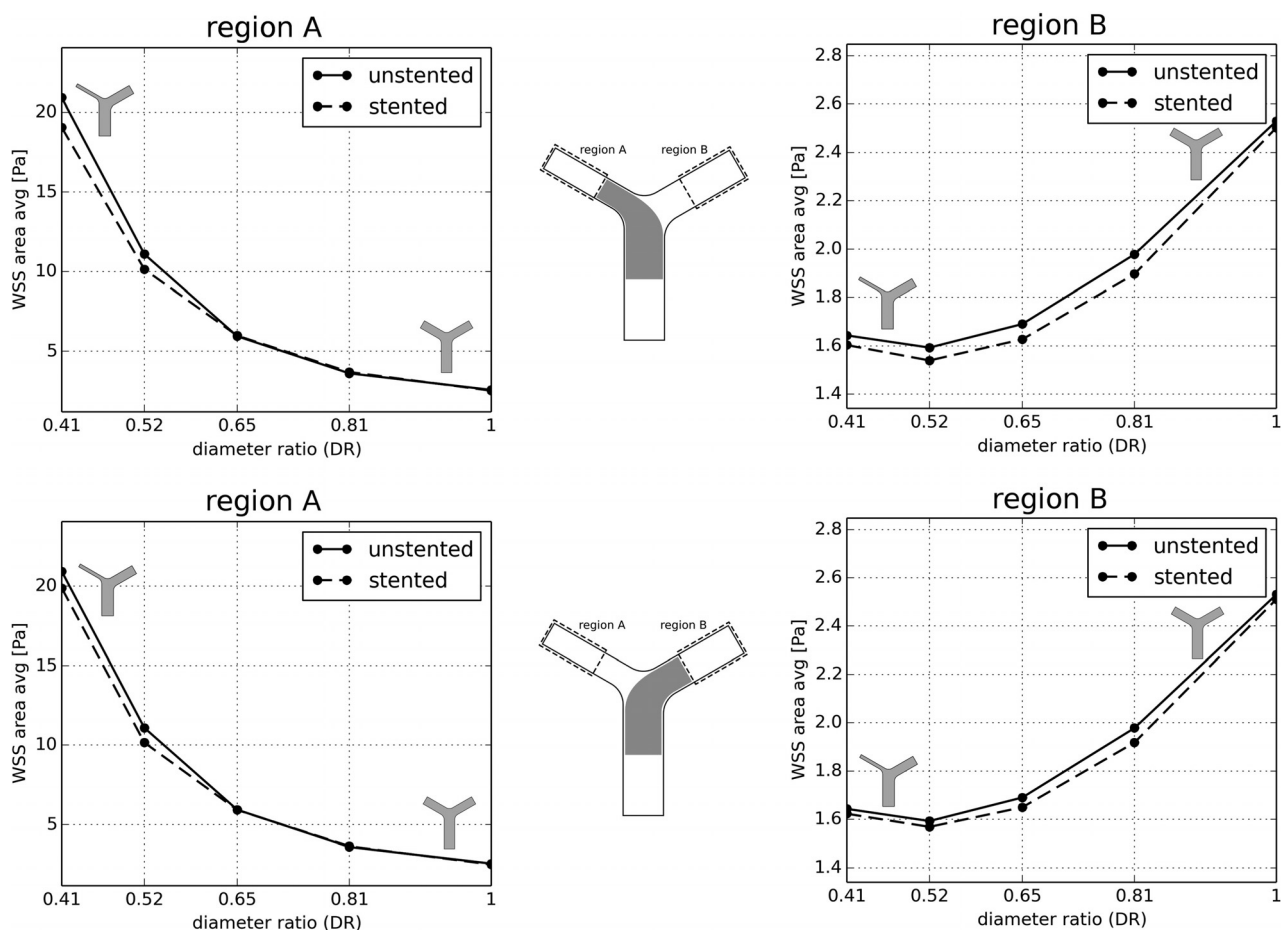 region A
unstented
stented
WSS area avg [Pa]
20
15
10
5
0.41 0.52 0.65 0.81 1
diameter ratio (DR)
region A region B
region B
unstented
stented
WSS area avg [Pa]
2.8
2.6
2.4
2.2
2.0
1.8
1.6
1.4
0.41 0.52 0.65 0.81 1
diameter ratio (DR)
region A
unstented
stented
WSS area avg [Pa]
20
15
10
5
0.41 0.52 0.65 0.81 1
diameter ratio (DR)
region A region B
region B
unstented
stented
WSS area avg [Pa]
2.8
2.6
2.4
2.2
2.0
1.8
1.6
1.4
0.41 0.52 0.65 0.81 1
diameter ratio (DR)